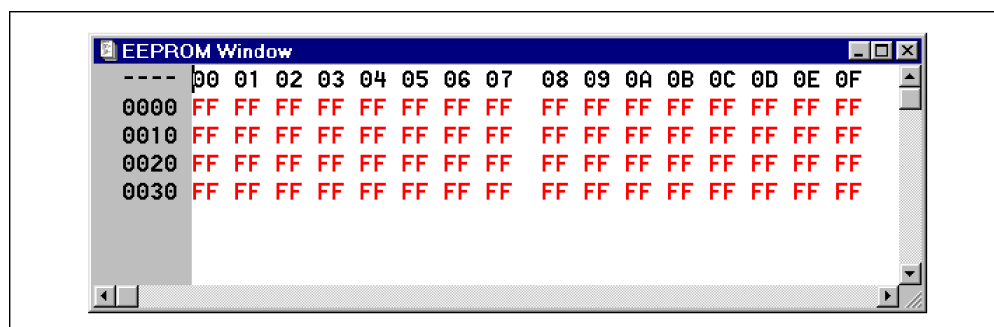 EEPROM Window
---- 00 01 02 03 04 05 06 07 08 09 0A 0B 0C 0D 0E 0F
0000 FF FF FF FF FF FF FF FF FF FF FF FF FF FF FF FF
0010 FF FF FF FF FF FF FF FF FF FF FF FF FF FF FF FF
0020 FF FF FF FF FF FF FF FF FF FF FF FF FF FF FF FF
0030 FF FF FF FF FF FF FF FF FF FF FF FF FF FF FF FF